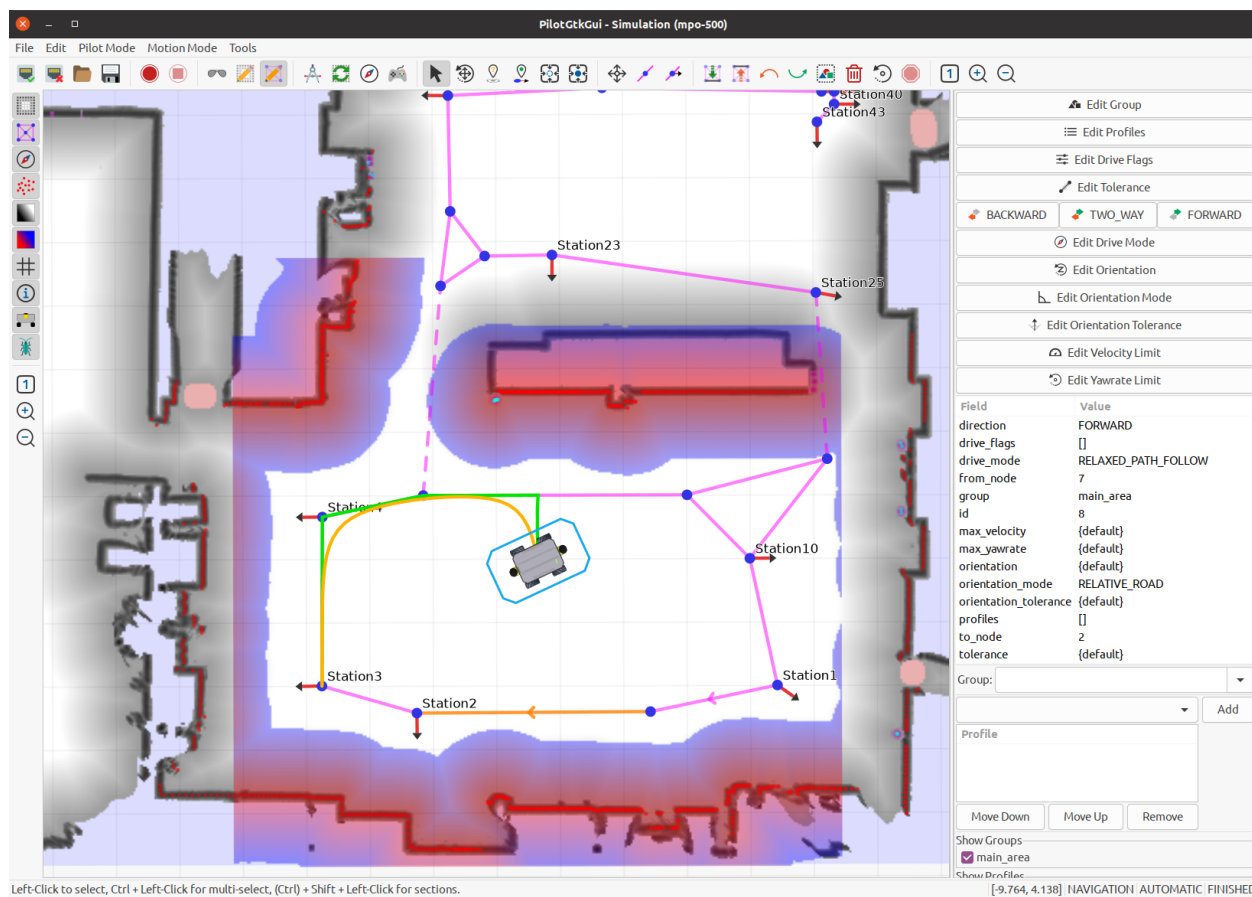 PilotGtkGui - Simulation (mpo-500)
File Edit Pilot Mode Motion Mode Tools
1
1
Station40
Station43
Station23
Station25
Station10
Station3
Station1
Station2
Edit Group
Edit Profiles
Edit Drive Flags
Edit Tolerance
BACKWARD TWO_WAY FORWARD
Edit Drive Mode
Edit Orientation
Edit Orientation Mode
Edit Orientation Tolerance
Edit Velocity Limit
Edit Yawrate Limit
Field Value
direction FORWARD
drive_flags []
drive_mode RELAXED_PATH_FOLLOW
from_node 7
group main_area
id 8
max_velocity {default}
max_yawrate {default}
orientation {default}
orientation_mode RELATIVE_ROAD
orientation_tolerance {default}
profiles []
to_node 2
tolerance {default}
Group:
Add
Profile
Move Down Move Up Remove
Show Groups
main_area
Show Profiles
Left-Click to select, Ctrl + Left-Click for multi-select, (Ctrl) + Shift + Left-Click for sections.
[-9.764, 4.138] NAVIGATION AUTOMATIC FINISHED